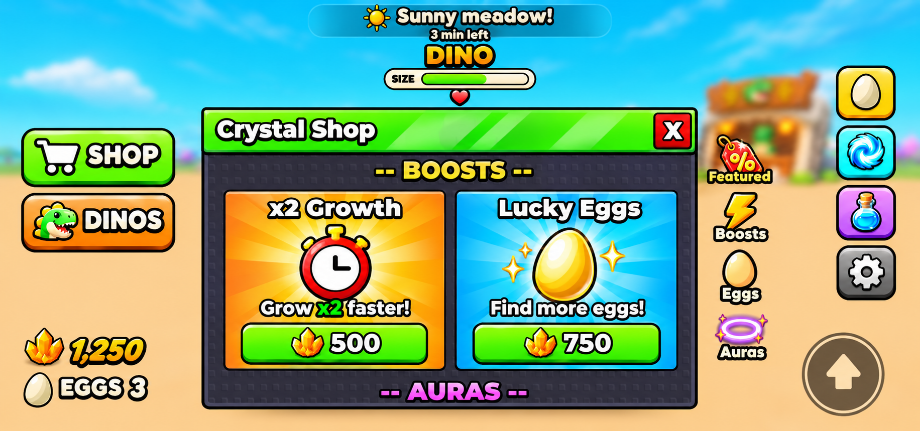 Sunny meadow!
3 min left
DINO
SIZE
Crystal Shop
X
SHOP
DINOS
-- BOOSTS --
x2 Growth
Grow x2 faster!
500
Lucky Eggs
Find more eggs!
750
-- AURAS --
%
Featured
Boosts
Eggs
Auras
1,250
EGGS 3